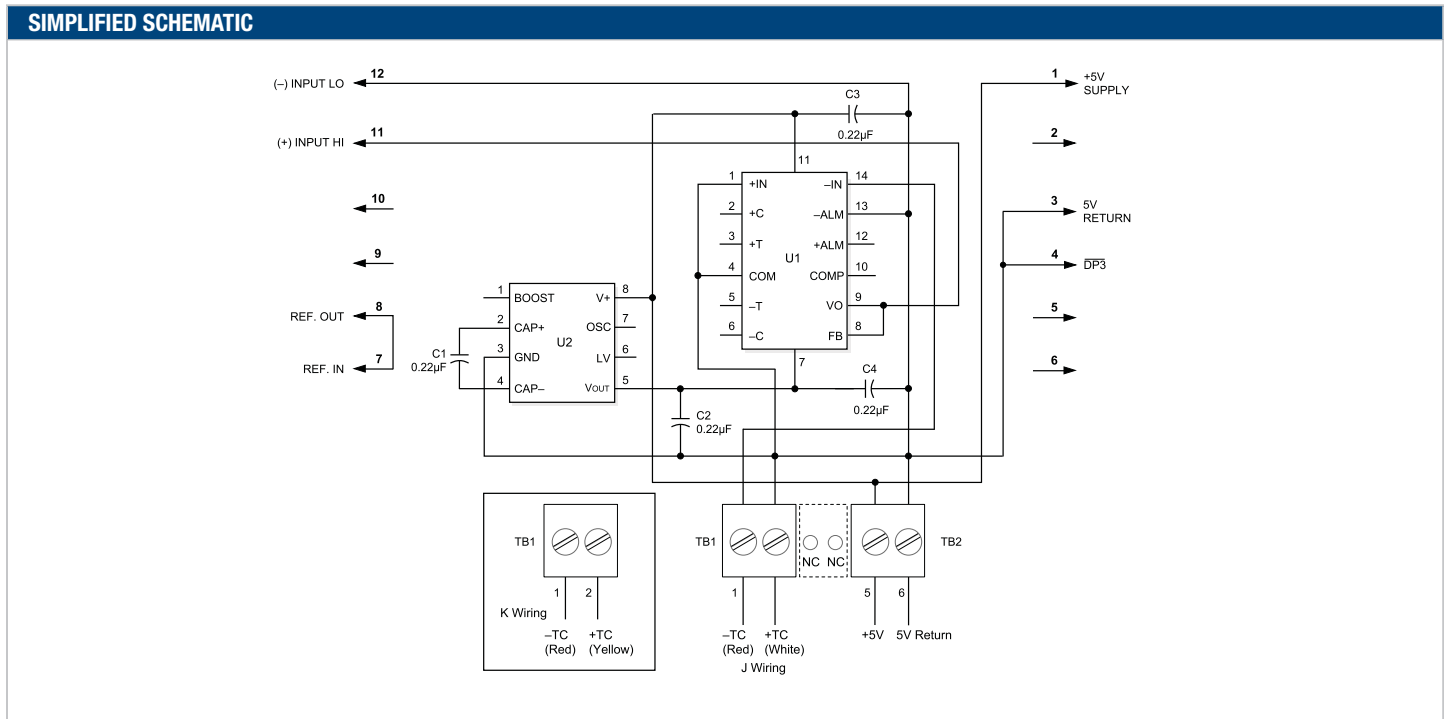 SIMPLIFIED SCHEMATIC
(–) INPUT LO
12
(+) INPUT HI
11
10
9
REF. OUT
8
REF. IN
7
1
+5V
SUPPLY
2
3
5V
RETURN
4
DP3
5
6
C3
0.22µF
11
1
+IN
2
+C
3
+T
4
COM
5
–T
6
–C
U1
14
–IN
13
–ALM
12
+ALM
10
COMP
9
VO
8
FB
7
1
BOOST
2
CAP+
3
GND
4
CAP–
U2
8
V+
7
OSC
6
LV
5
VOUT
C1
0.22µF
C2
0.22µF
C4
0.22µF
TB1
1
2
K Wiring
–TC
(Red)
+TC
(Yellow)
TB1
NC
NC
TB2
1
5
6
–TC
(Red)
+TC
(White)
J Wiring
+5V
5V Return